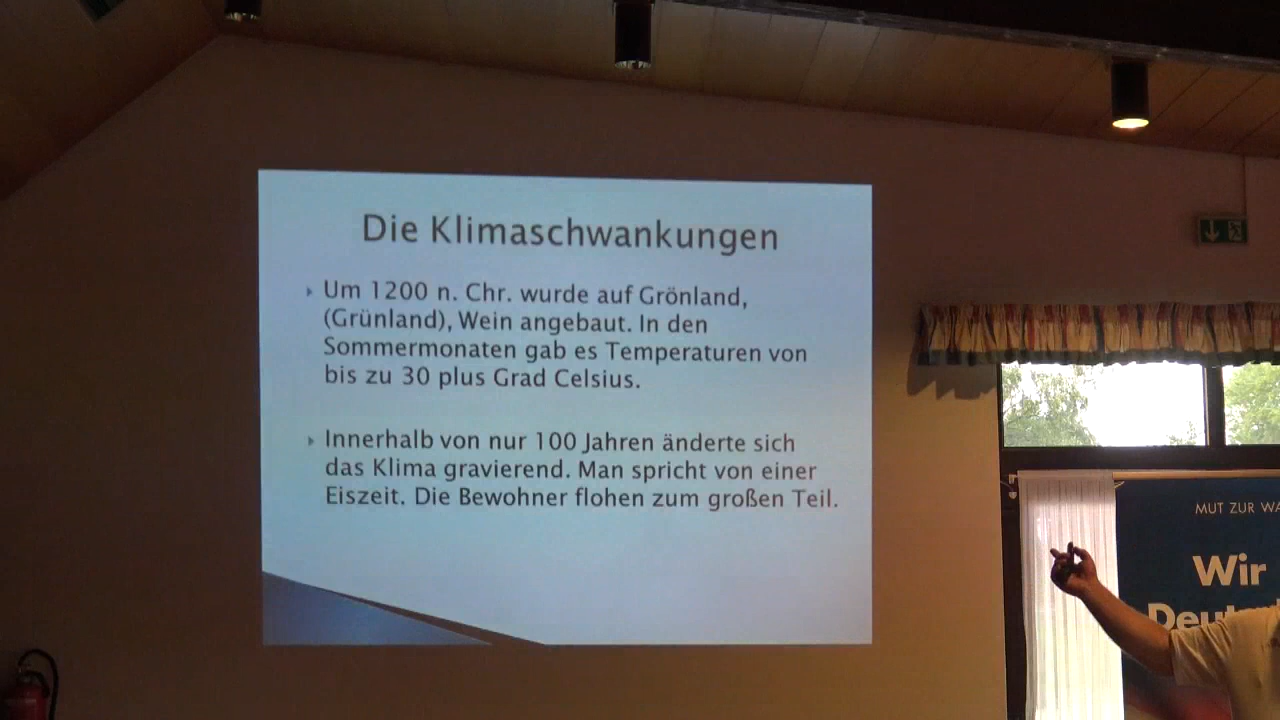 Die Klimaschwankungen
Um 1200 n. Chr. wurde auf Grönland,
(Grünland), Wein angebaut. In den
Sommermonaten gab es Temperaturen von
bis zu 30 plus Grad Celsius.
Innerhalb von nur 100 Jahren änderte sich
das Klima gravierend. Man spricht von einer
Eiszeit. Die Bewohner flohen zum großen Teil.
MUT ZUR WA
Wir